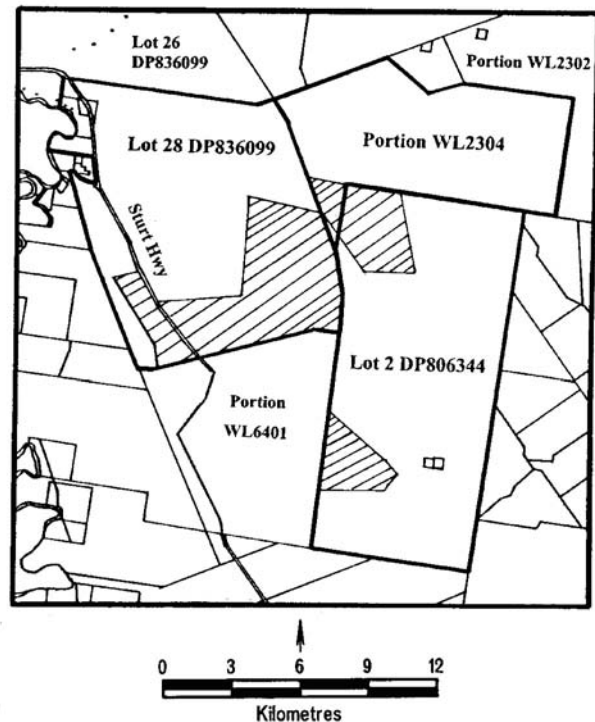 Lot 26
DP836099
Portion WL2302
Lot 28 DP836099
Portion WL2304
Sturt Hwy
Lot 2 DP806344
Portion
WL6401
0 3 6 9 12
Kilometres